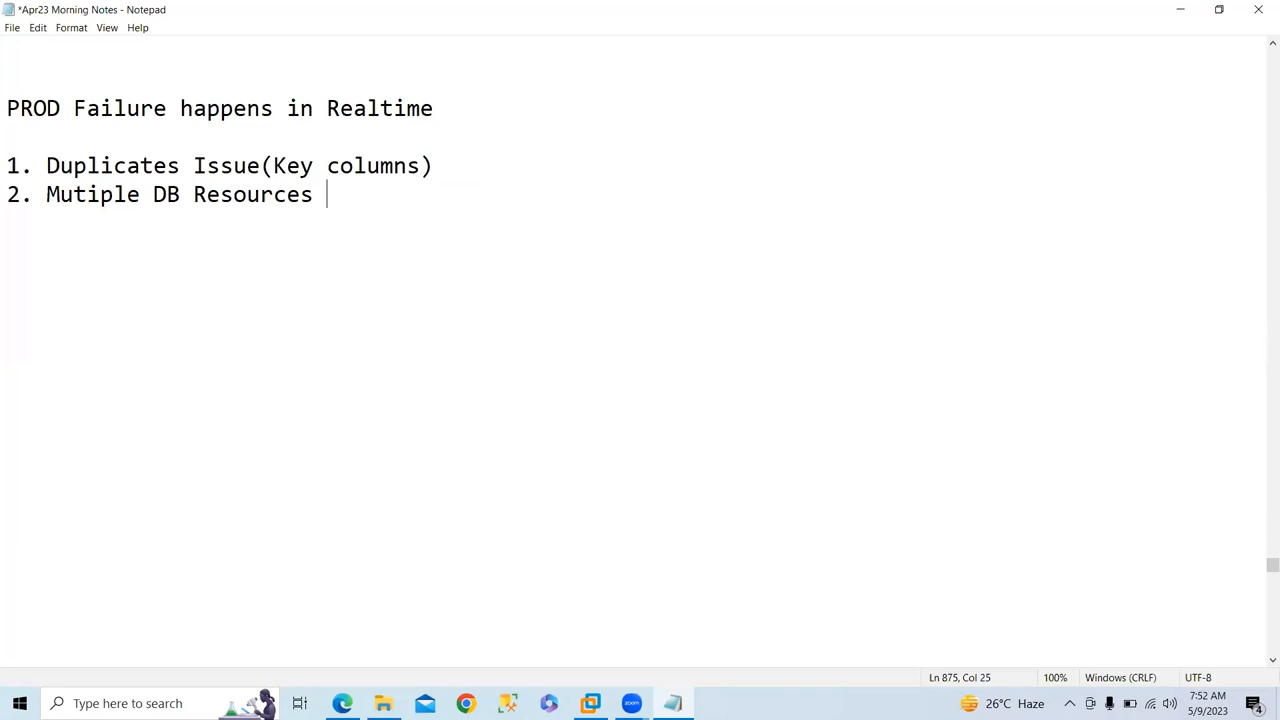 *Apr23 Morning Notes - Notepad
File Edit Format View Help
PROD Failure happens in Realtime
1. Duplicates Issue(Key columns)
2. Mutiple DB Resources
Ln 875, Col 25 100% Windows (CRLF) UTF-8
Type here to search
zoom
26°C Haze
7:52 AM
5/9/2023
4